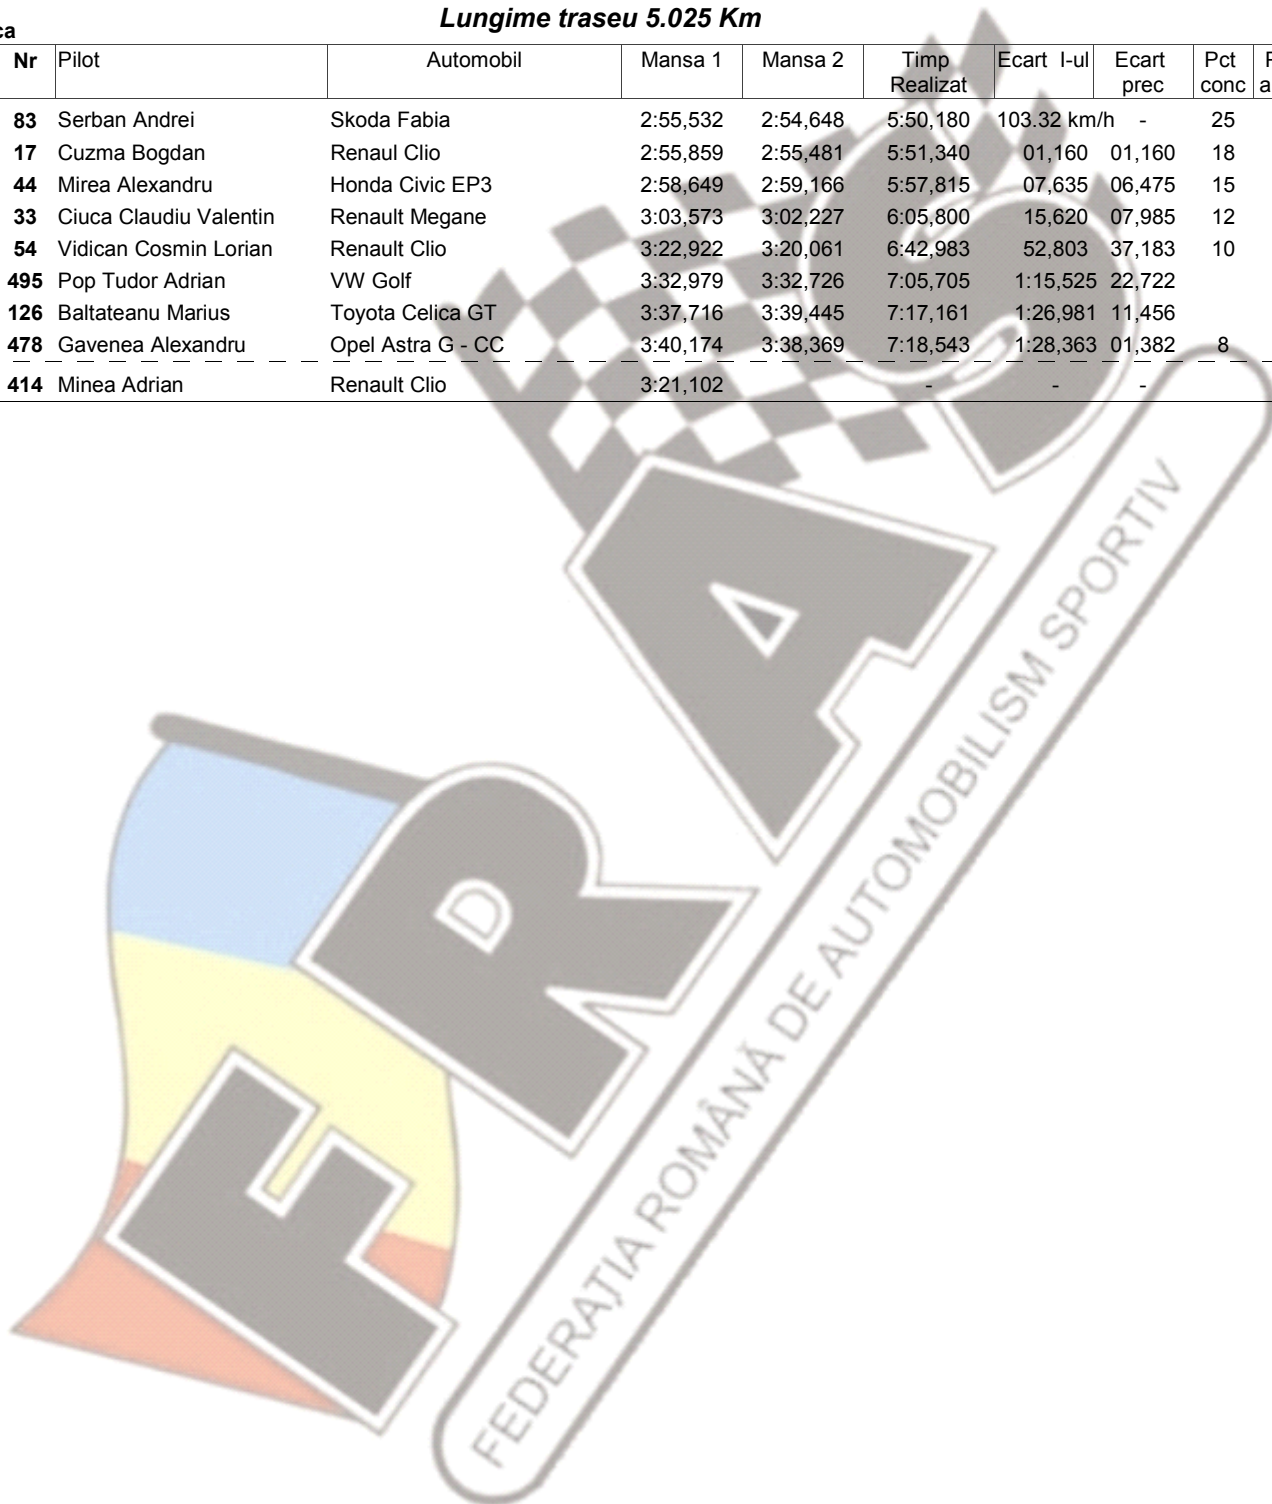 Lungime traseu 5.025 Km
ca
Nr Pilot Automobil Mansa 1 Mansa 2 Timp Realizat Ecart I-ul Ecart prec Pct conc
83 Serban Andrei Skoda Fabia 2:55,532 2:54,648 5:50,180 103.32 km/h - 25
17 Cuzma Bogdan Renaul Clio 2:55,859 2:55,481 5:51,340 01,160 01,160 18
44 Mirea Alexandru Honda Civic EP3 2:58,649 2:59,166 5:57,815 07,635 06,475 15
33 Ciuca Claudiu Valentin Renault Megane 3:03,573 3:02,227 6:05,800 15,620 07,985 12
54 Vidican Cosmin Lorian Renault Clio 3:22,922 3:20,061 6:42,983 52,803 37,183 10
495 Pop Tudor Adrian VW Golf 3:32,979 3:32,726 7:05,705 1:15,525 22,722
126 Baltateanu Marius Toyota Celica GT 3:37,716 3:39,445 7:17,161 1:26,981 11,456
478 Gavenea Alexandru Opel Astra G - CC 3:40,174 3:38,369 7:18,543 1:28,363 01,382 8
414 Minea Adrian Renault Clio 3:21,102 - - -
FRAS
FEDERAȚIA ROMÂNĂ DE AUTOMOBILISM SPORTIV